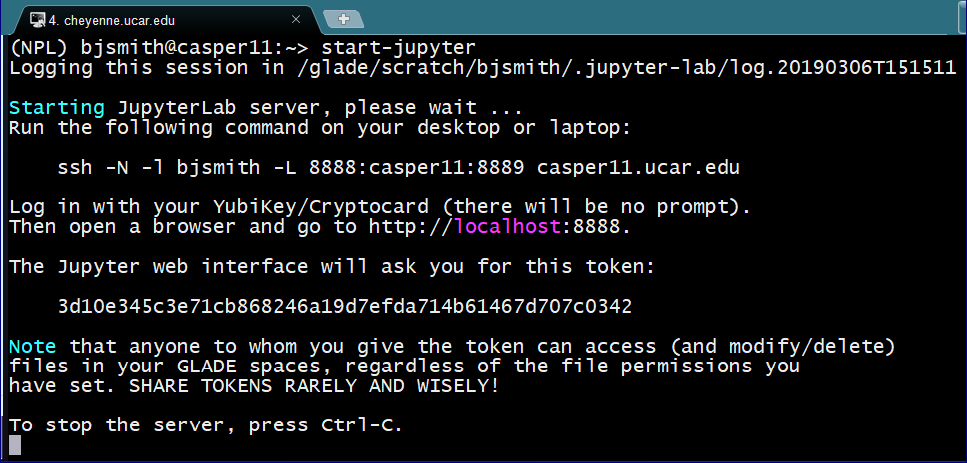 4. cheyenne.ucar.edu
(NPL) bjsmith@casper11:~> start-jupyter
Logging this session in /glade/scratch/bjsmith/.jupyter-lab/log.20190306T151511
Starting JupyterLab server, please wait ...
Run the following command on your desktop or laptop:
ssh -N -l bjsmith -L 8888:casper11:8889 casper11.ucar.edu
Log in with your YubiKey/Cryptocard (there will be no prompt).
Then open a browser and go to http://localhost:8888.
The Jupyter web interface will ask you for this token:
3d10e345c3e71cb868246a19d7efda714b61467d707c0342
Note that anyone to whom you give the token can access (and modify/delete)
files in your GLADE spaces, regardless of the file permissions you
have set. SHARE TOKENS RARELY AND WISELY!
To stop the server, press Ctrl-C.